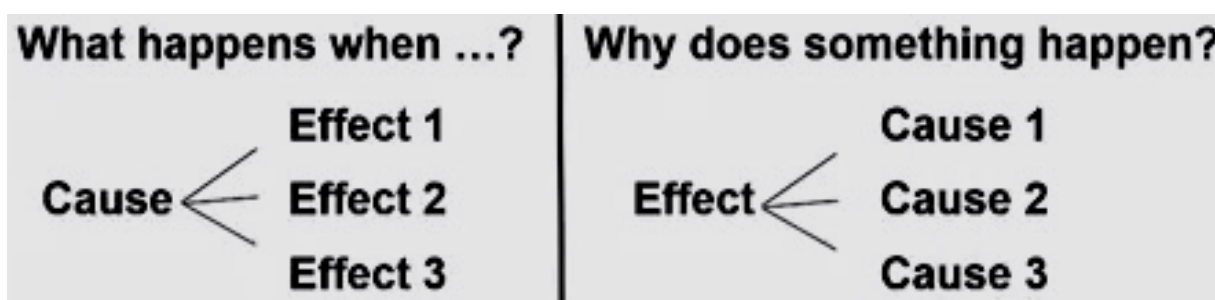 What happens when ...?
Effect 1
Cause
Effect 2
Effect 3
Why does something happen?
Cause 1
Effect
Cause 2
Cause 3